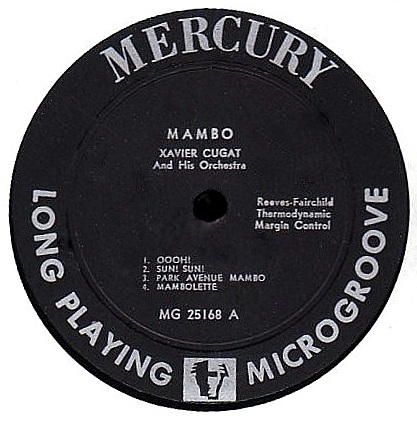 MERCURY
MAMBO
XAVIER CUGAT
And His Orchestra
Reeves-Fairchild
Thermodynamic
Margin Control
1. OOOH!
2. SUN! SUN!
3. PARK AVENUE MAMBO
4. MAMBOLETTE
MG 25168 A
LONG PLAYING MICROGROOVE